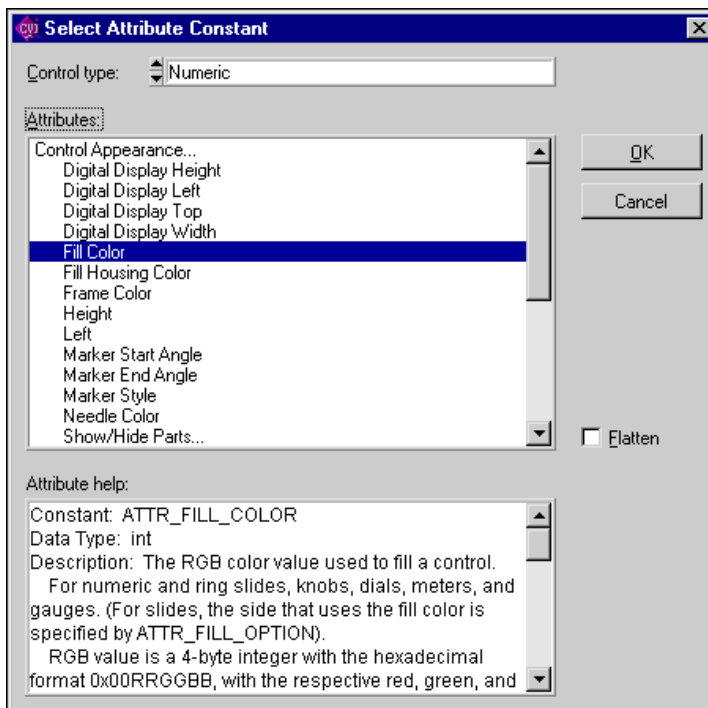 CVI Select Attribute Constant
Control type: Numeric
Attributes:
Control Appearance...
Digital Display Height
Digital Display Left
Digital Display Top
Digital Display Width
Fill Color
Fill Housing Color
Frame Color
Height
Left
Marker Start Angle
Marker End Angle
Marker Style
Needle Color
Show/Hide Parts...
OK
Cancel
Flatten
Attribute help:
Constant: ATTR_FILL_COLOR
Data Type: int
Description: The RGB color value used to fill a control.
For numeric and ring slides, knobs, dials, meters, and
gauges. (For slides, the side that uses the fill color is
specified by ATTR_FILL_OPTION).
RGB value is a 4-byte integer with the hexadecimal
format 0x00RRGGBB, with the respective red, green, and